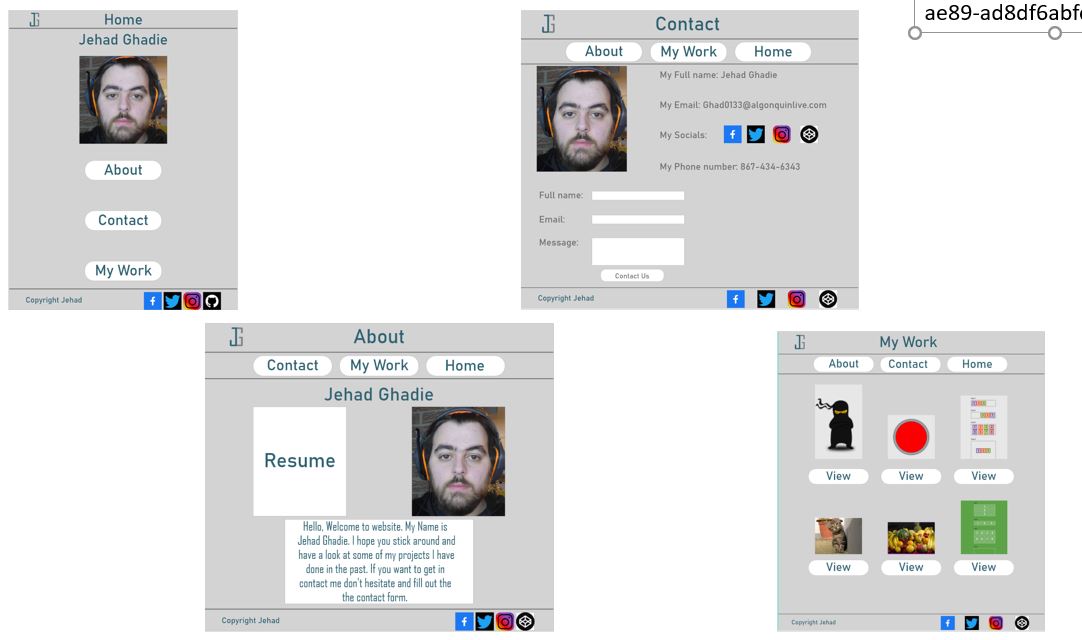 Home
Jehad Ghadie
About
Contact
My Work
Copyright Jehad
Contact
About My Work Home
My Full name: Jehad Ghadie
My Email: Ghad0133@algonquinlive.com
My Socials:
My Phone number: 867-434-6343
Full name:
Email:
Message:
Contact Us
Copyright Jehad
ae89-ad8df6abf
About
Contact My Work Home
Jehad Ghadie
Resume
Hello, Welcome to website. My Name is
Jehad Ghadie. I hope you stick around and
have a look at some of my projects I have
done in the past. If you want to get in
contact me don't hesitate and fill out the
the contact form.
Copyright Jehad
My Work
About Contact Home
View View View
View View View
Copyright Jehad